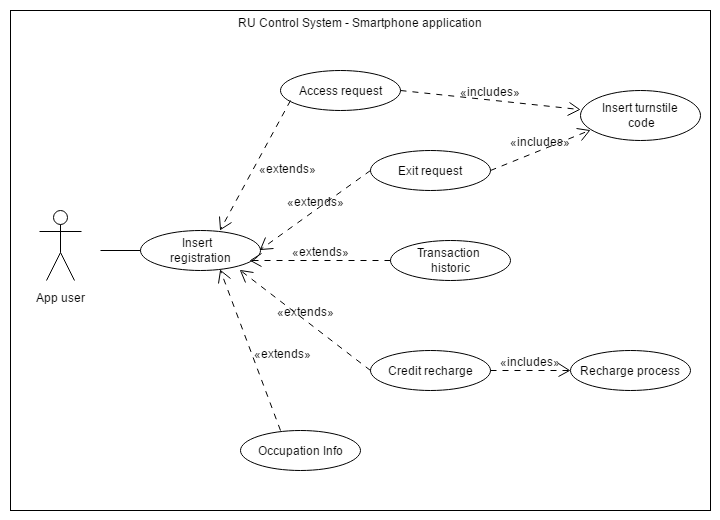 RU Control System - Smartphone application
Access request
«includes»
Insert turnstile
code
«includes»
«extends»
Exit request
«extends»
App user
Insert
registration
«extends»
Transaction
historic
«extends»
«extends»
Credit recharge
«includes»
Recharge process
Occupation Info